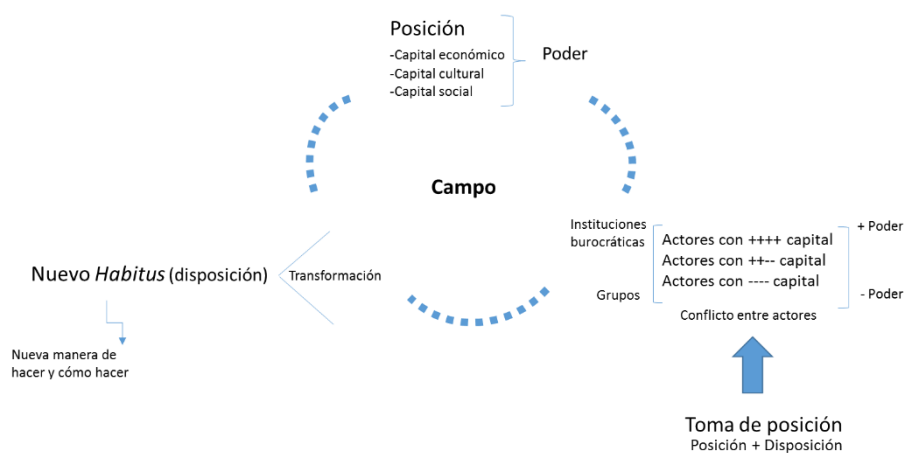 Posición
-Capital económico
-Capital cultural
-Capital social
Poder
Campo
Instituciones
burocráticas
Grupos
Actores con ++++ capital
Actores con ++-- capital
Actores con ---- capital
+ Poder
- Poder
Conflicto entre actores
Toma de posición
Posición + Disposición
Transformación
Nuevo Habitus (disposición)
Nueva manera de
hacer y cómo hacer